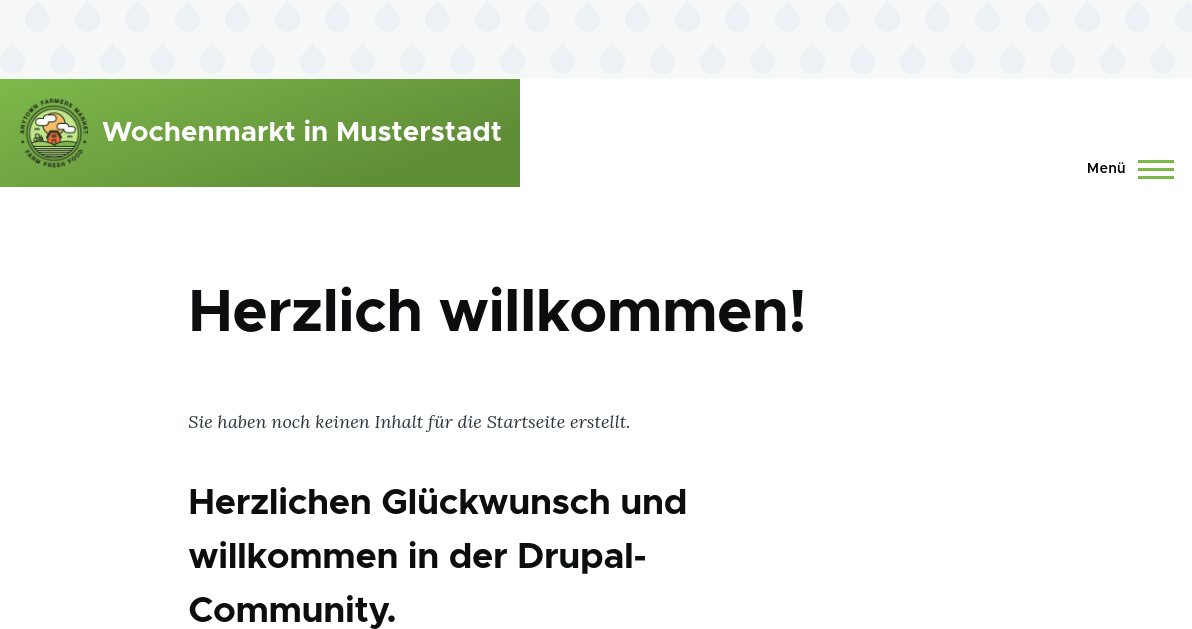 ANYTOWN FARMERS MARKET
FARM FRESH FOOD
Wochenmarkt in Musterstadt
Menü
Herzlich willkommen!
Sie haben noch keinen Inhalt für die Startseite erstellt.
Herzlichen Glückwunsch und
willkommen in der Drupal-
Community.